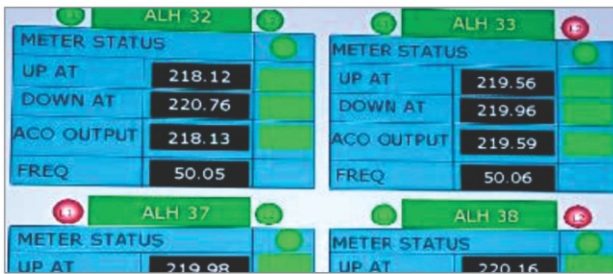 ALH 32
METER STATUS
UP AT 218.12
DOWN AT 220.76
ACO OUTPUT 218.13
FREQ 50.05
ALH 33
L2
METER STATUS
UP AT 219.56
DOWN AT 219.96
ACO OUTPUT 219.59
FREQ 50.06
L1
ALH 37
METER STATUS
UP AT 219.98
ALH 38
METER STATUS
UP AT 220.16